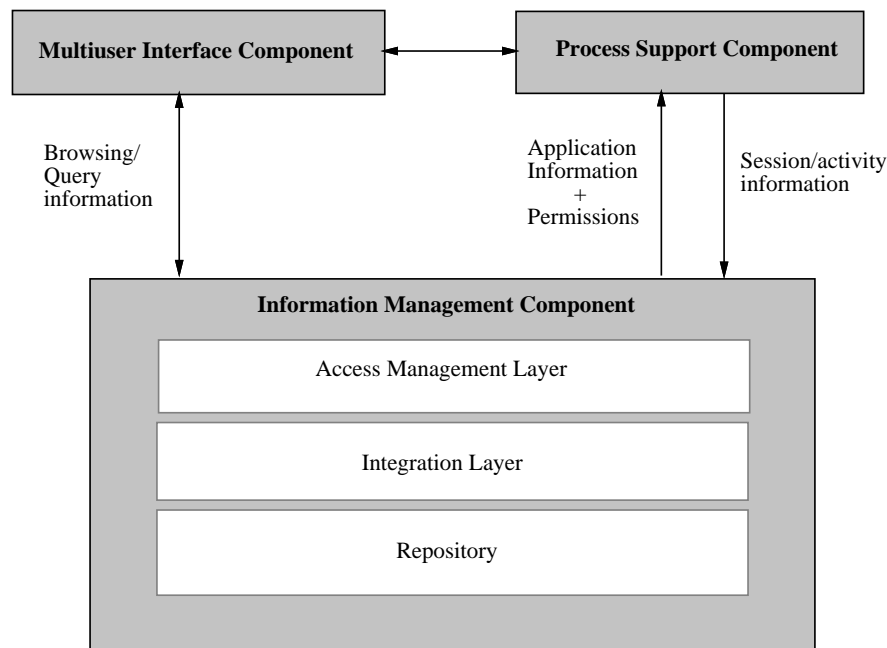 Multiuser Interface Component
Process Support Component
Browsing/
Query
information
Application
Information
+
Permissions
Session/activity
information
Information Management Component
Access Management Layer
Integration Layer
Repository